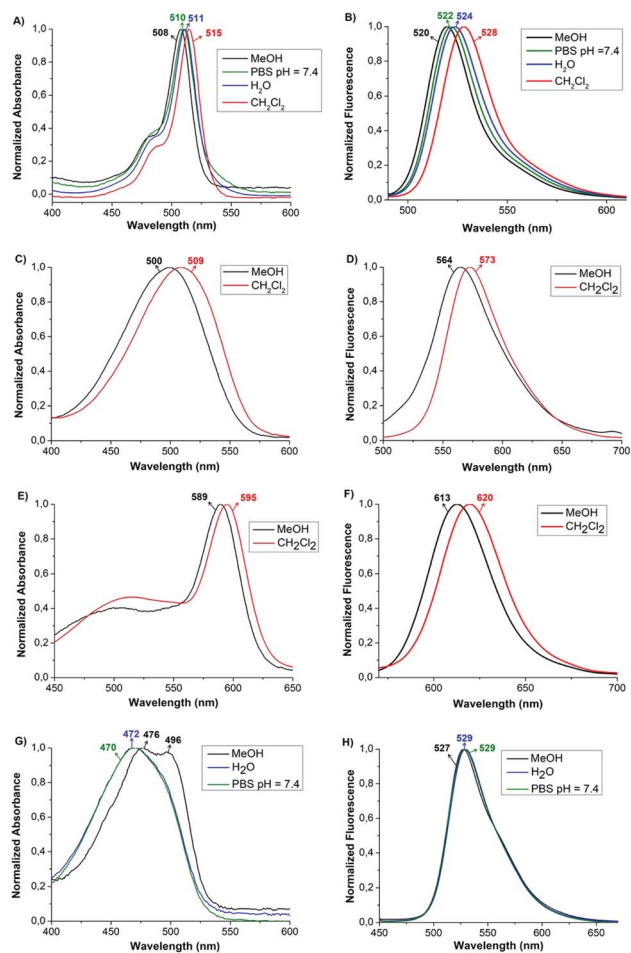 A)
510 511
508 515
MeOH
PBS pH = 7.4
H₂O
CH₂Cl₂
Normalized Absorbance
1,0
0,8
0,6
0,4
0,2
0,0
400 450 500 550 600
Wavelength (nm)
B)
522 524
520 528
MeOH
PBS pH =7.4
H₂O
CH₂Cl₂
Normalized Fluorescence
1,0
0,8
0,6
0,4
0,2
0,0
500 550 600
Wavelength (nm)
C)
500 509
MeOH
CH₂Cl₂
Normalized Absorbance
1,0
0,8
0,6
0,4
0,2
0,0
400 450 500 550 600
Wavelength (nm)
D)
564 573
MeOH
CH2Cl2
Normalized Fluorescence
1,0
0,8
0,6
0,4
0,2
0,0
500 550 600 650 700
Wavelength (nm)
E)
589 595
MeOH
CH₂Cl2
Normalized Absorbance
1,0
0,8
0,6
0,4
0,2
0,0
450 500 550 600 650
Wavelength (nm)
F)
613 620
MeOH
CH₂Cl₂
Normalized Fluorescence
1,0
0,8
0,6
0,4
0,2
0,0
600 650 700
Wavelength (nm)
G)
470 472 476 496
MeOH
H₂O
PBS pH = 7.4
Normalized Absorbance
1,0
0,8
0,6
0,4
0,2
0,0
400 450 500 550 600
Wavelength (nm)
H)
529
527 529
MeOH
H₂O
PBS pH = 7.4
Normalized Fluorescence
1,0
0,8
0,6
0,4
0,2
0,0
450 500 550 600 650
Wavelength (nm)